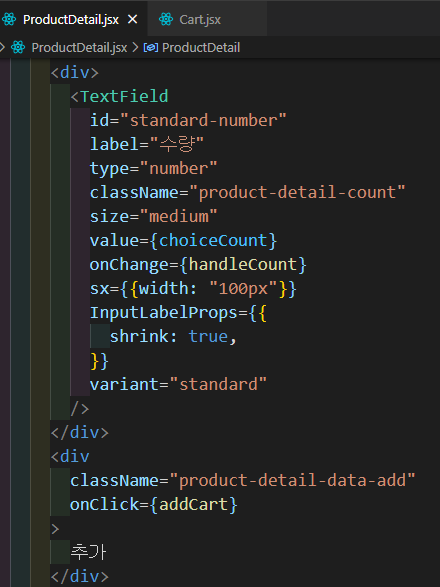 ProductDetail.jsx
Cart.jsx
ProductDetail.jsx > ProductDetail
<div>
<TextField
id="standard-number"
label="수량"
type="number"
className="product-detail-count"
size="medium"
value={choiceCount}
onChange={handleCount}
sx={{width: "100px"}}
InputLabelProps={{
shrink: true,
}}
variant="standard"
/>
</div>
<div
className="product-detail-data-add"
onClick={addCart}
>
추가
</div>